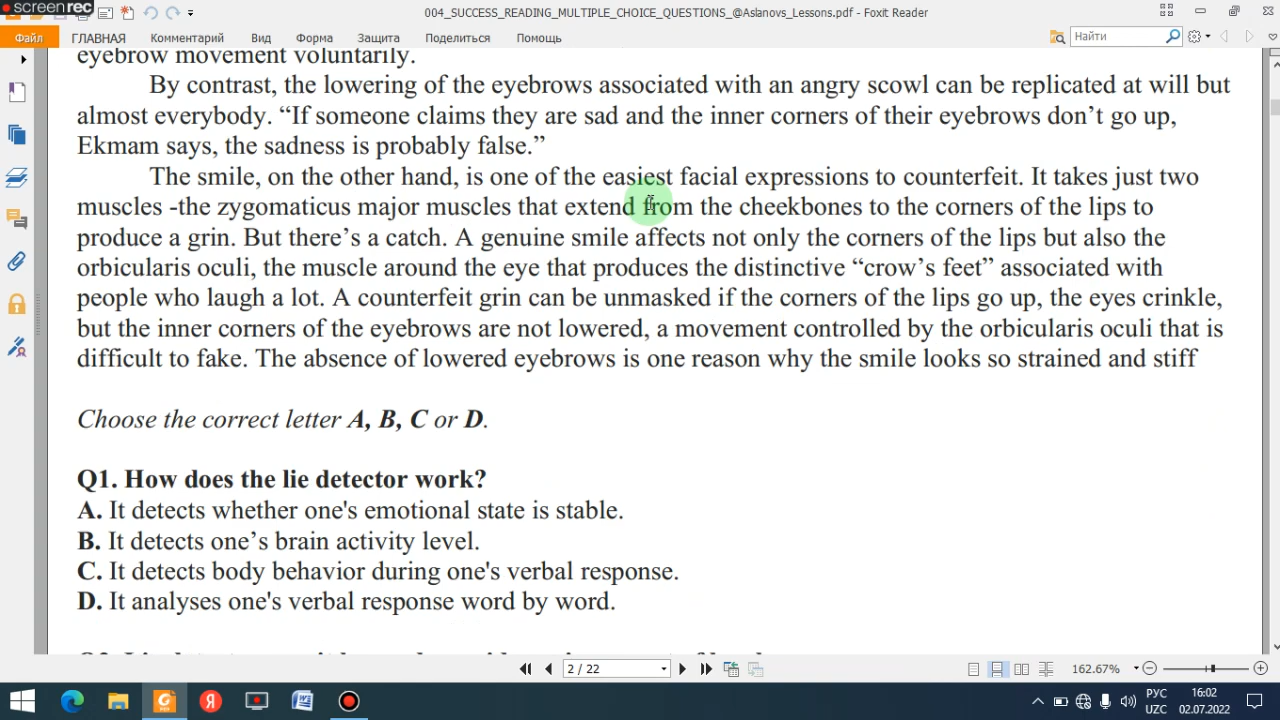 screenrec
004_SUCCESS_READING_MULTIPLE_CHOICE_QUESTIONS_@Aslanovs_Lessons.pdf - Foxit Reader
Файл ГЛАВНАЯ Комментарий Вид Форма Защита Поделиться Помощь Найти
eyebrow movement voluntarily.
By contrast, the lowering of the eyebrows associated with an angry scowl can be replicated at will but
almost everybody. “If someone claims they are sad and the inner corners of their eyebrows don’t go up,
Ekmam says, the sadness is probably false.”
The smile, on the other hand, is one of the easiest facial expressions to counterfeit. It takes just two
muscles -the zygomaticus major muscles that extend from the cheekbones to the corners of the lips to
produce a grin. But there’s a catch. A genuine smile affects not only the corners of the lips but also the
orbicularis oculi, the muscle around the eye that produces the distinctive “crow’s feet” associated with
people who laugh a lot. A counterfeit grin can be unmasked if the corners of the lips go up, the eyes crinkle,
but the inner corners of the eyebrows are not lowered, a movement controlled by the orbicularis oculi that is
difficult to fake. The absence of lowered eyebrows is one reason why the smile looks so strained and stiff
Choose the correct letter A, B, C or D.
Q1. How does the lie detector work?
A. It detects whether one's emotional state is stable.
B. It detects one’s brain activity level.
C. It detects body behavior during one's verbal response.
D. It analyses one's verbal response word by word.
2 / 22 162.67%
РУС 16:02
UZC 02.07.2022